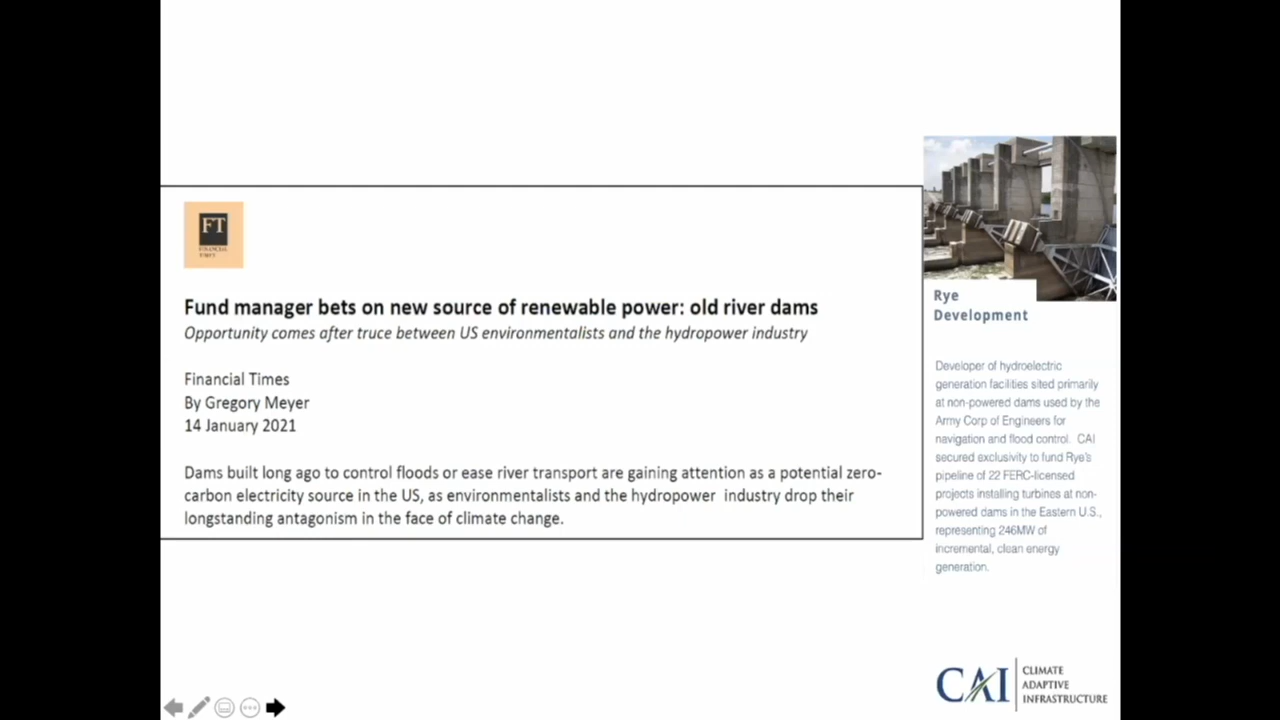 FT
FINANCIAL
TIMES
Fund manager bets on new source of renewable power: old river dams
Opportunity comes after truce between US environmentalists and the hydropower industry
Financial Times
By Gregory Meyer
14 January 2021
Dams built long ago to control floods or ease river transport are gaining attention as a potential zero-
carbon electricity source in the US, as environmentalists and the hydropower industry drop their
longstanding antagonism in the face of climate change.
Rye
Development
Developer of hydroelectric
generation facilities sited primarily
at non-powered dams used by the
Army Corp of Engineers for
navigation and flood control. CAI
secured exclusivity to fund Rye's
pipeline of 22 FERC-licensed
projects installing turbines at non-
powered dams in the Eastern U.S.,
representing 246MW of
incremental, clean energy
generation.
CAI
CLIMATE
ADAPTIVE
INFRASTRUCTURE